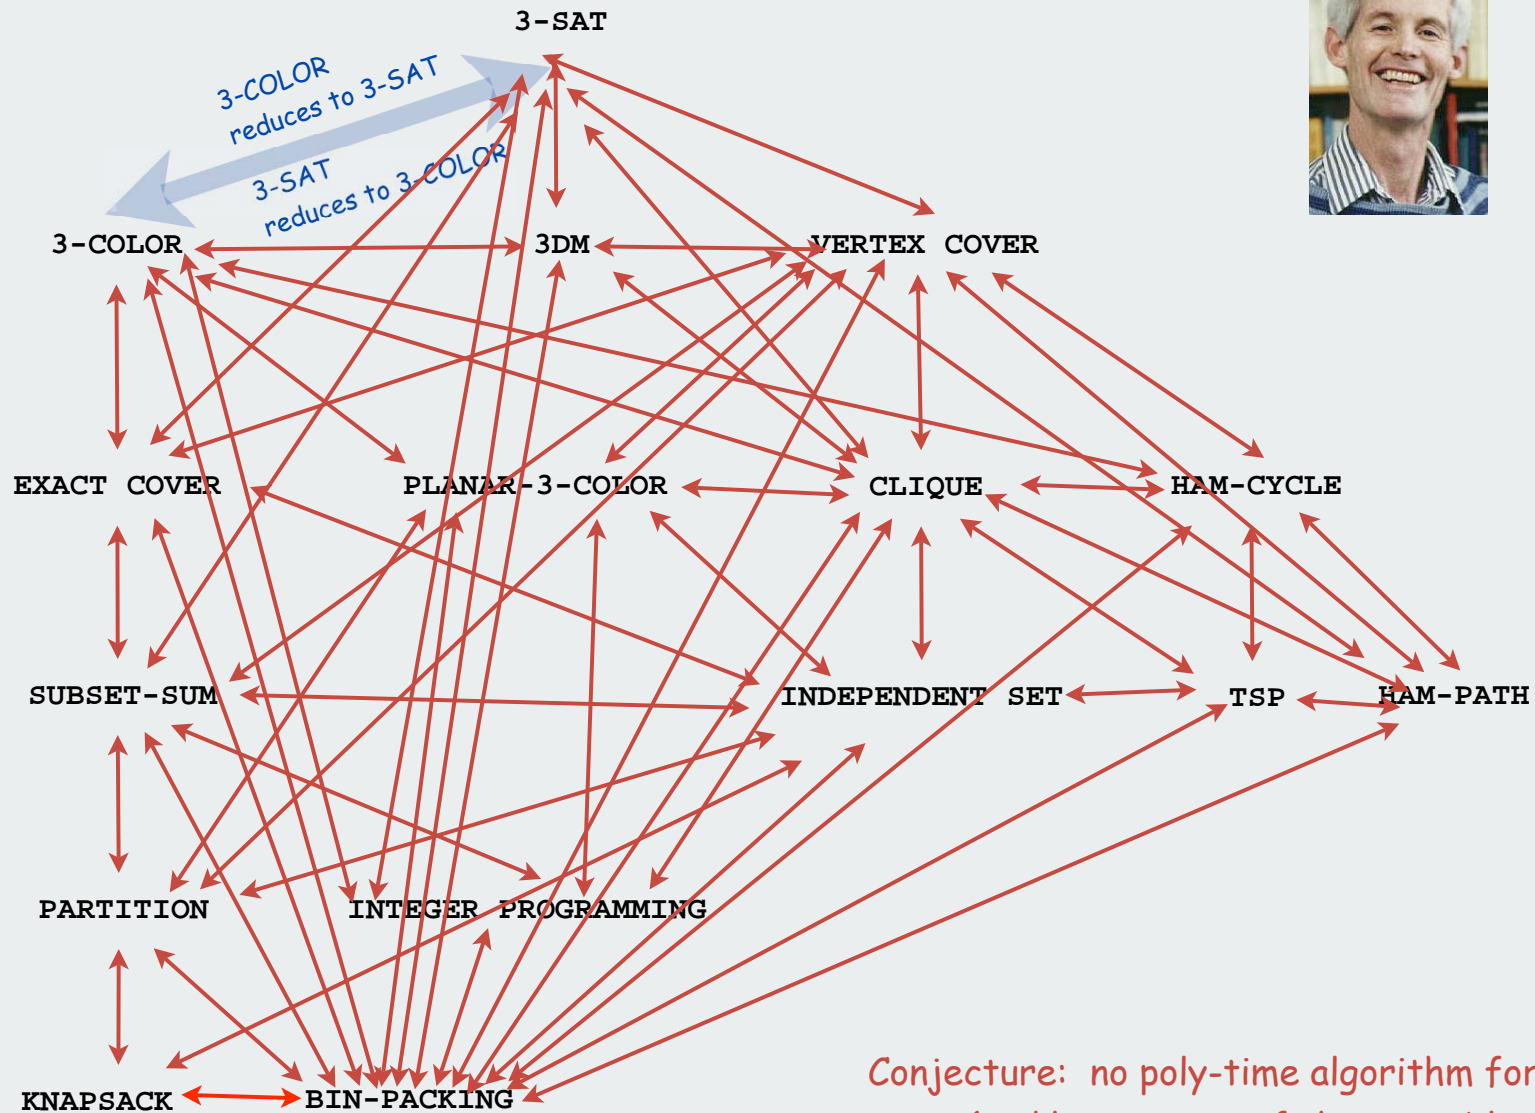 3-SAT
3-COLOR
reduces to 3-SAT
3-SAT
reduces to 3-COLOR
3-COLOR
3DM
VERTEX COVER
EXACT COVER
PLANAR-3-COLOR
CLIQUE
HAM-CYCLE
SUBSET-SUM
INDEPENDENT SET
TSP
HAM-PATH
PARTITION
INTEGER PROGRAMMING
Conjecture: no poly-time algorithm for
KNAPSACK
BIN-PACKING